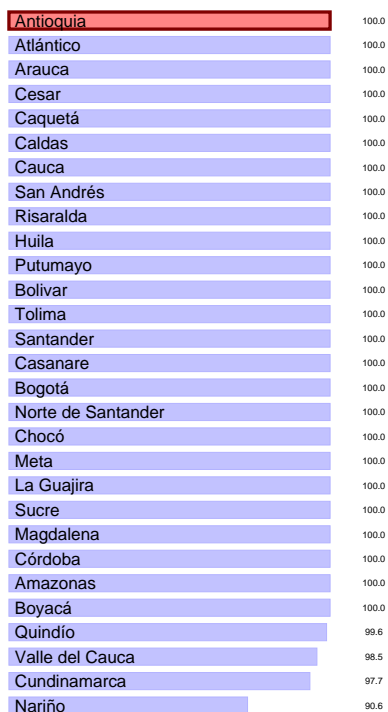 Antioquia 100.0
Atlántico 100.0
Arauca 100.0
Cesar 100.0
Caquetá 100.0
Caldas 100.0
Cauca 100.0
San Andrés 100.0
Risaralda 100.0
Huila 100.0
Putumayo 100.0
Bolivar 100.0
Tolima 100.0
Santander 100.0
Casanare 100.0
Bogotá 100.0
Norte de Santander 100.0
Chocó 100.0
Meta 100.0
La Guajira 100.0
Sucre 100.0
Magdalena 100.0
Córdoba 100.0
Amazonas 100.0
Boyacá 100.0
Quindío 99.6
Valle del Cauca 98.5
Cundinamarca 97.7
Nariño 90.6